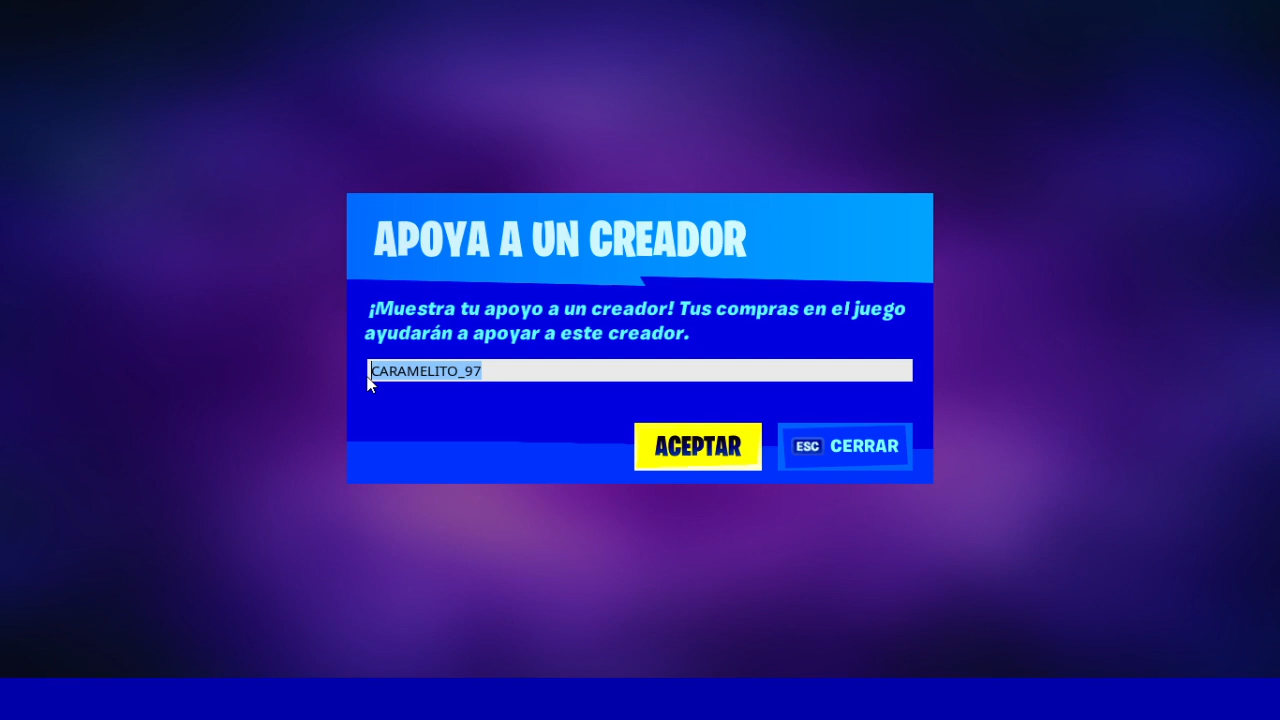 APOYA A UN CREADOR
¡Muestra tu apoyo a un creador! Tus compras en el juego
ayudarán a apoyar a este creador.
CARAMELITO_97
ACEPTAR
ESC CERRAR